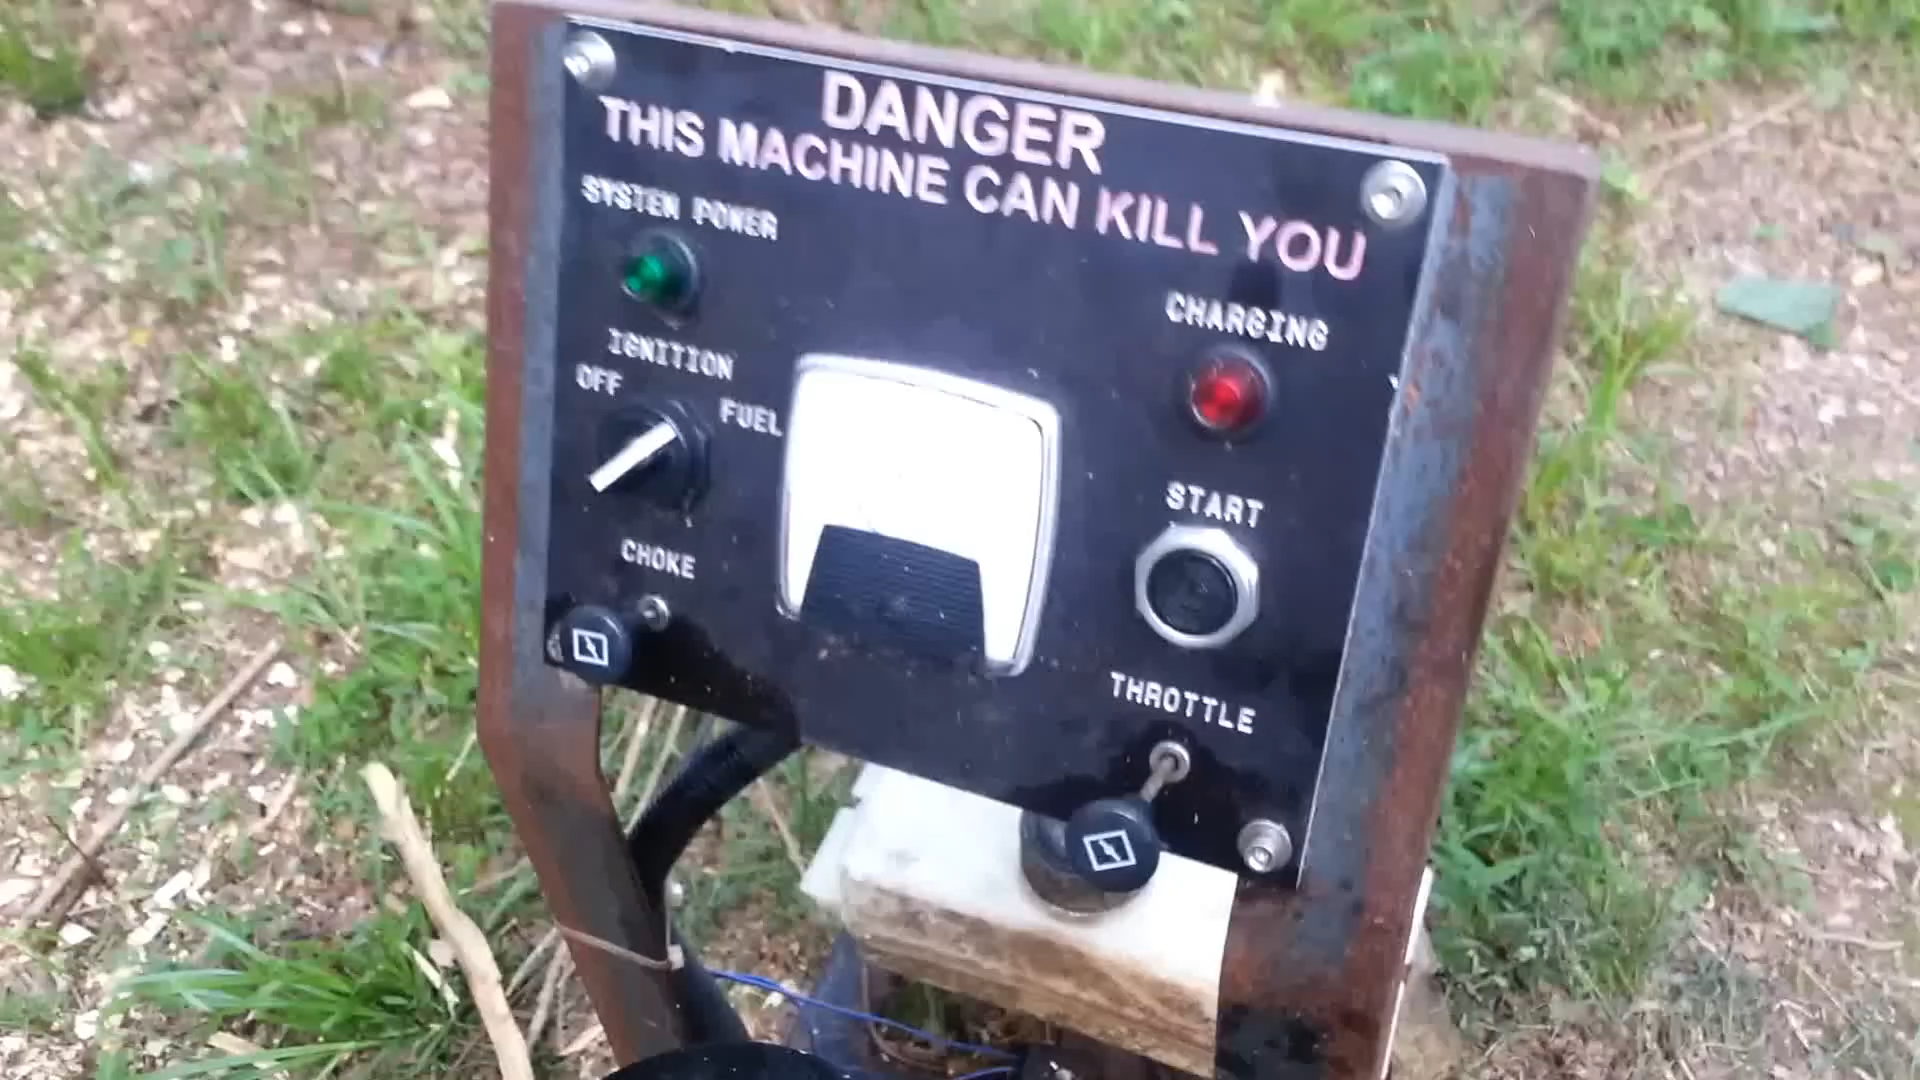 DANGER
THIS MACHINE CAN KILL YOU
SYSTEM POWER
CHARGING
IGNITION
OFF
FUEL
START
CHOKE
THROTTLE